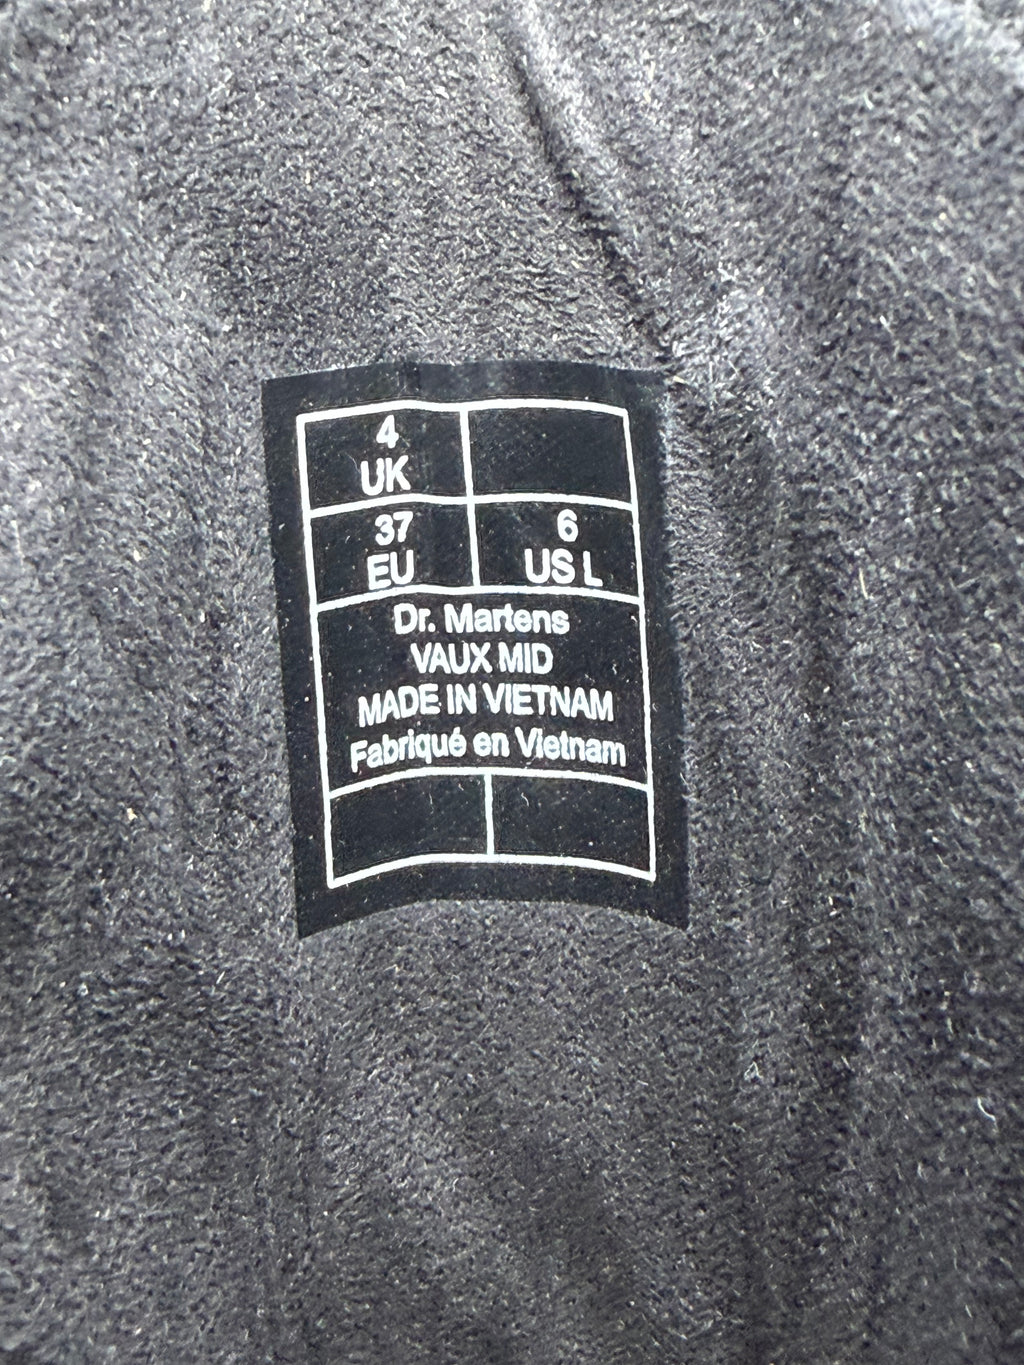 4
UK
37
EU
6
US L
Dr. Martens
VAUX MID
MADE IN VIETNAM
Fabriqué en Vietnam